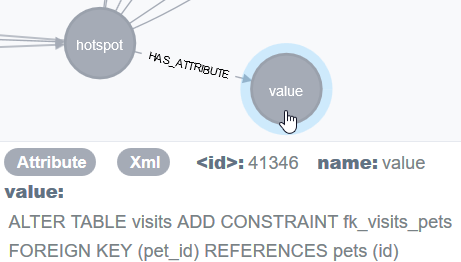 hotspot
HAS_ATTRIBUTE
value
Attribute Xml <id>: 41346 name: value
value:
ALTER TABLE visits ADD CONSTRAINT fk_visits_pets
FOREIGN KEY (pet_id) REFERENCES pets (id)